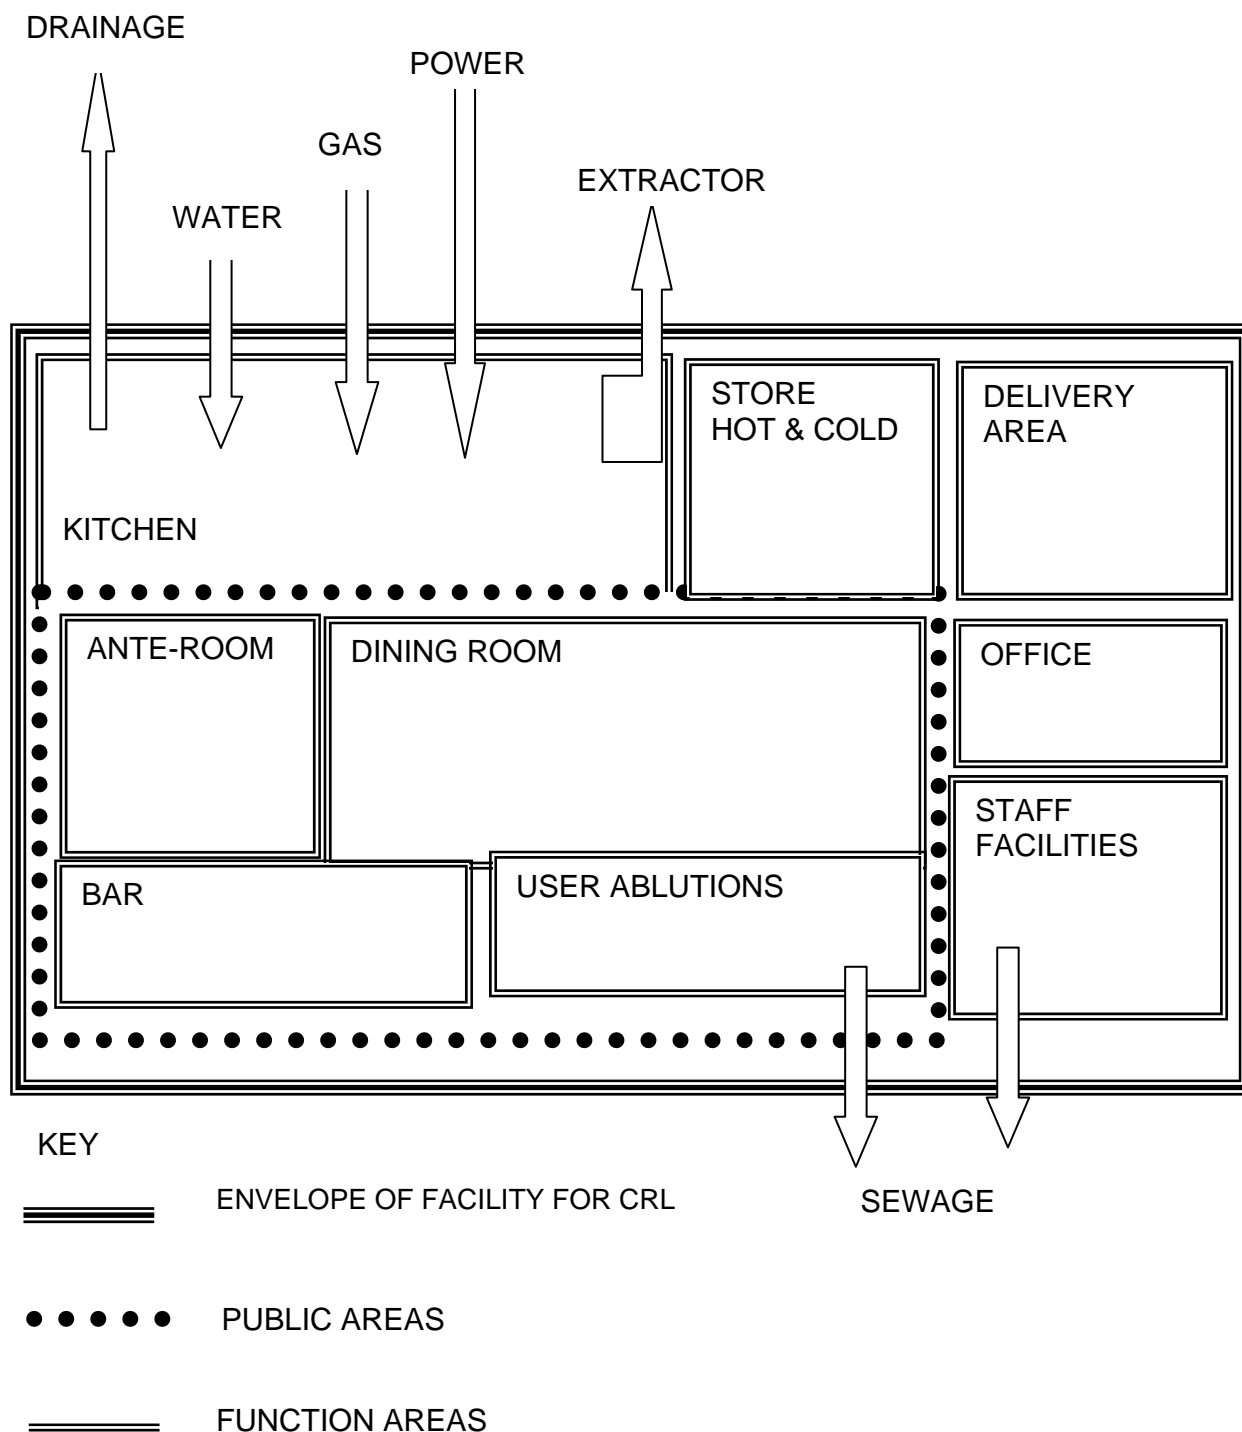 DRAINAGE
POWER
GAS
EXTRACTOR
WATER
STORE
HOT & COLD
DELIVERY
AREA
KITCHEN
ANTE-ROOM
DINING ROOM
OFFICE
STAFF
FACILITIES
BAR
USER ABLUTIONS
KEY
ENVELOPE OF FACILITY FOR CRL
SEWAGE
PUBLIC AREAS
FUNCTION AREAS